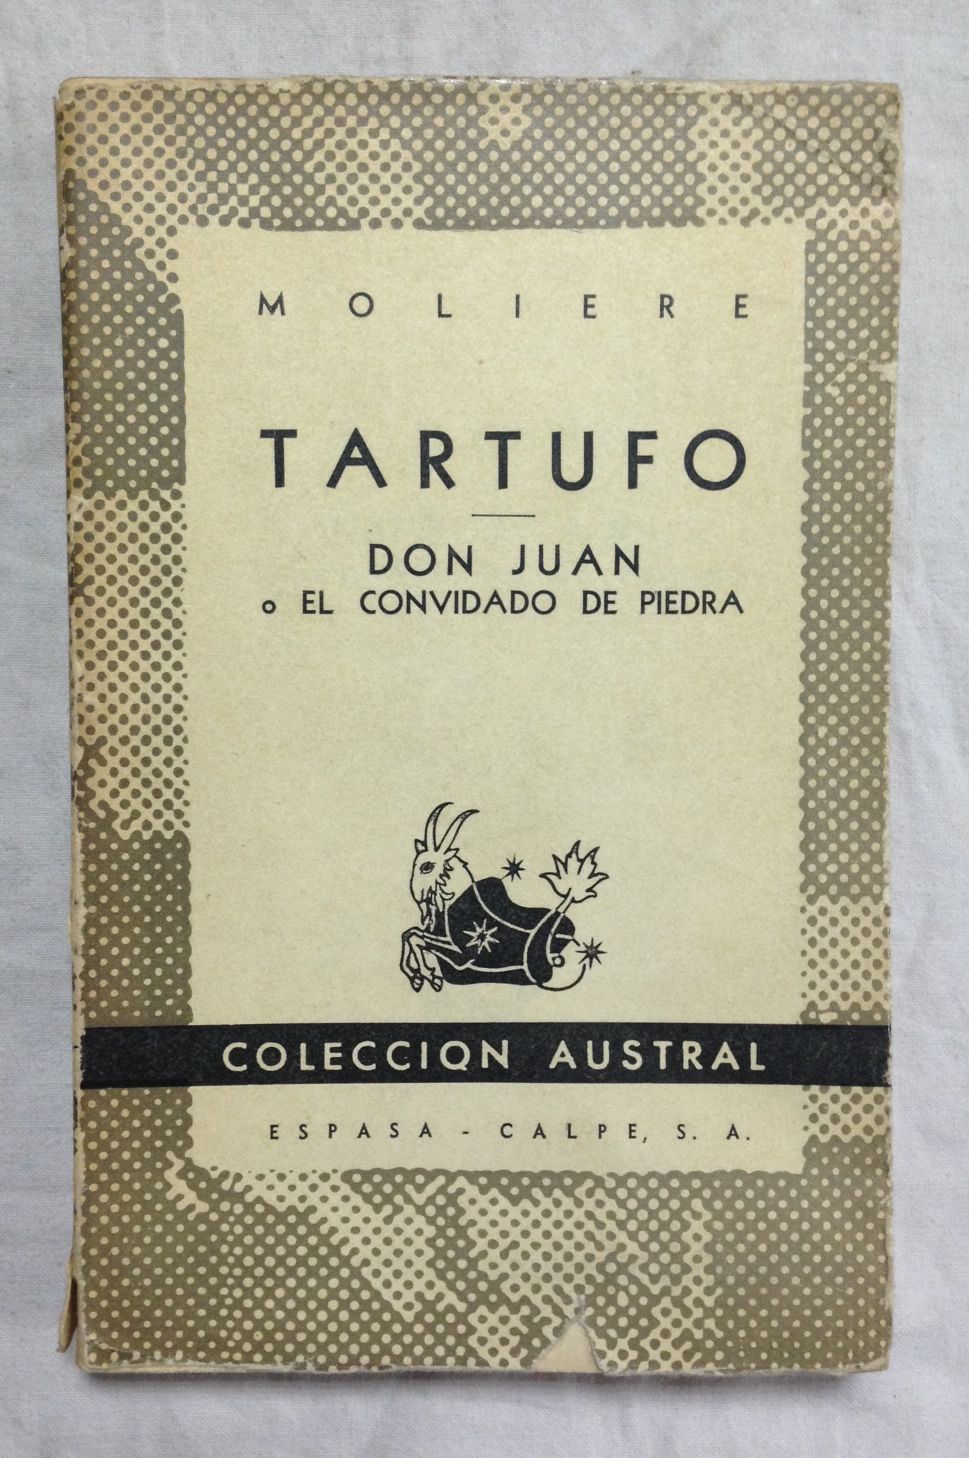 MOLIERE
TARTUFO
DON JUAN
o EL CONVIDADO DE PIEDRA
COLECCION AUSTRAL
ESPASA - CALPE, S. A.